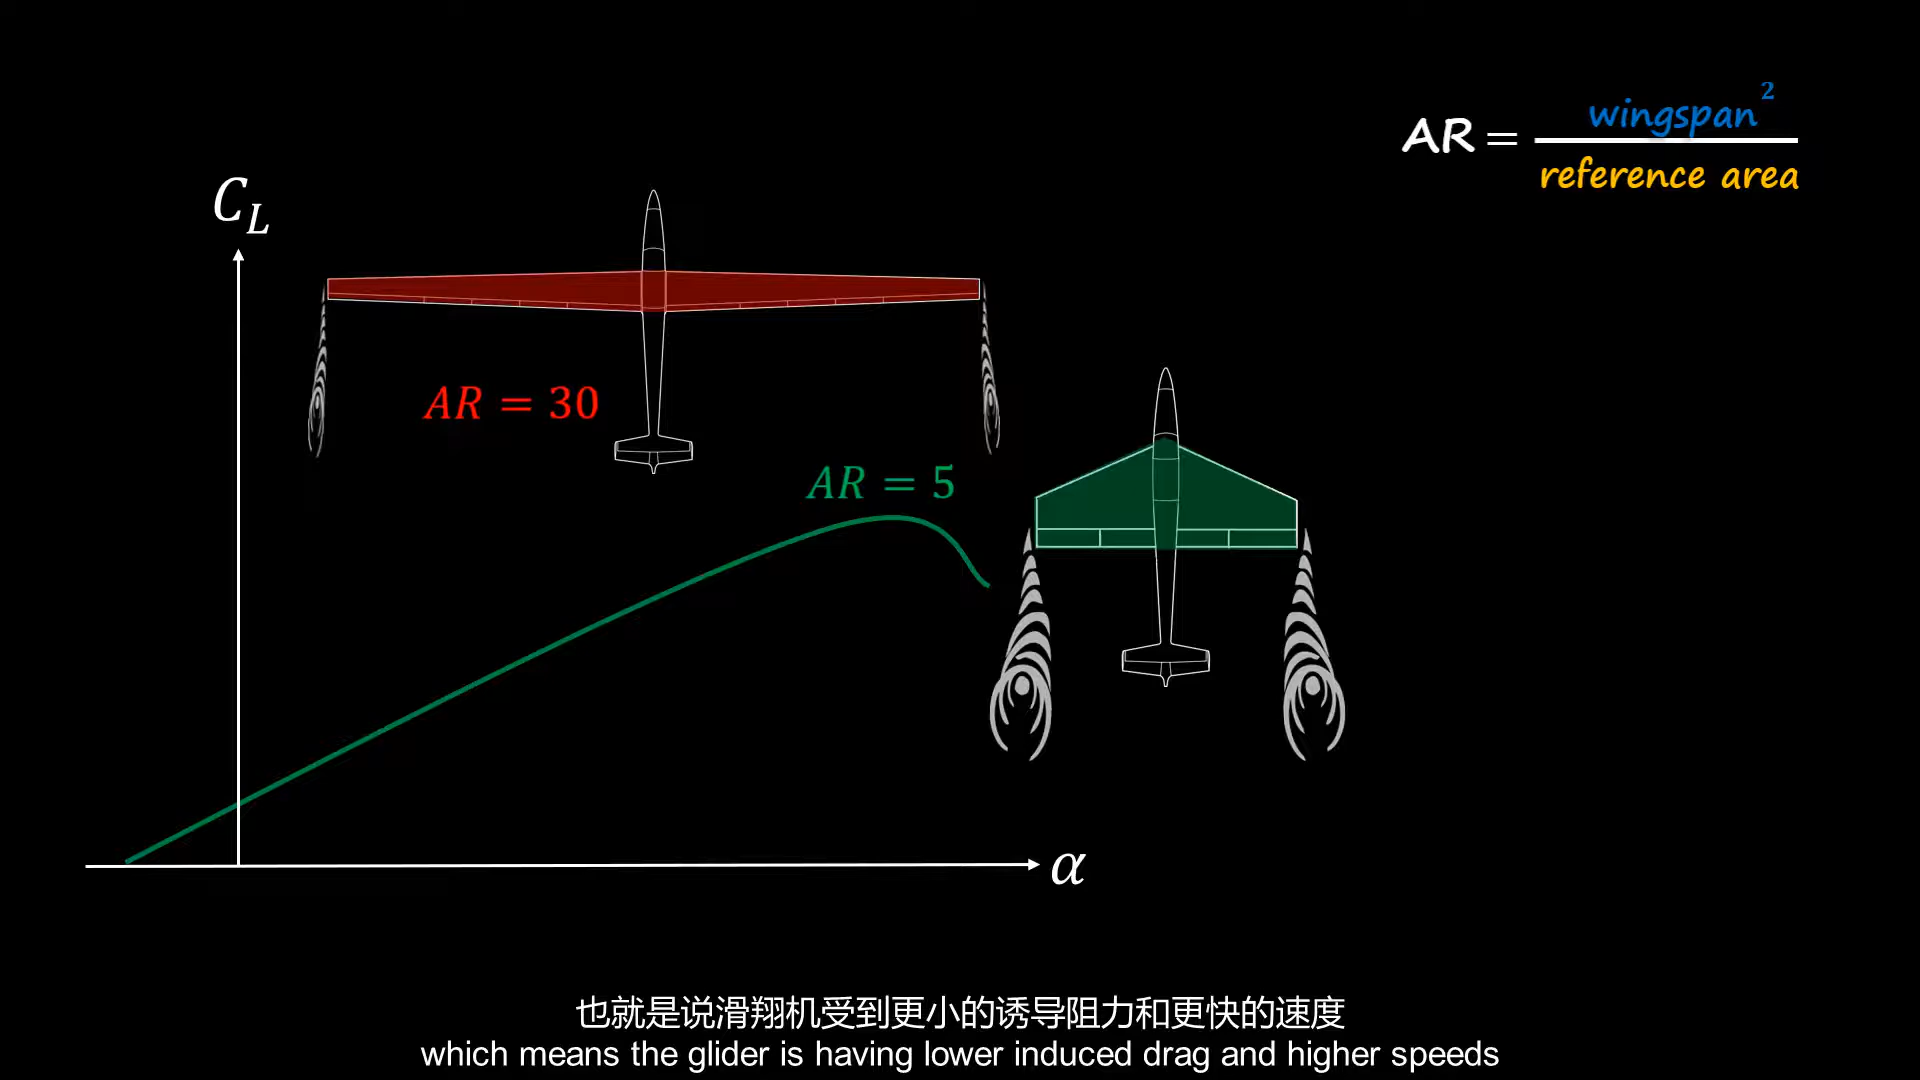 AR = wingspan²
reference area
C_L
AR = 30
AR = 5
α
也就是说滑翔机受到更小的诱导阻力和更快的速度
which means the glider is having lower induced drag and higher speeds